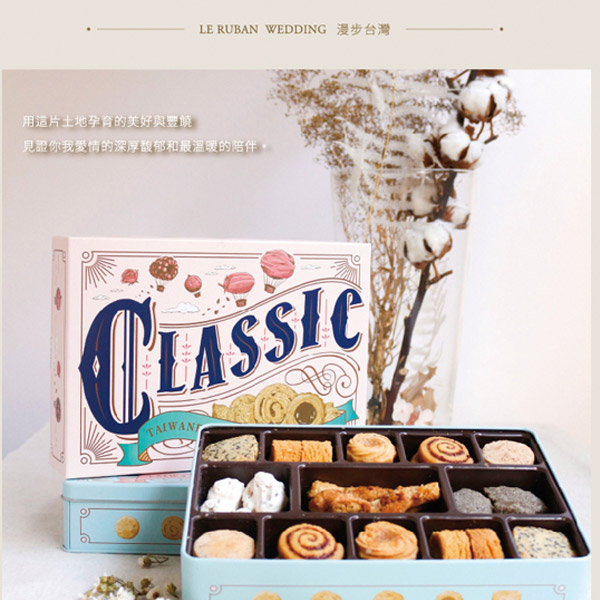 LE RUBAN WEDDING 漫步台灣
用這片土地孕育的美好與豐饒
見證你我愛情的深厚馥郁和最溫暖的陪伴。
CLASSIC